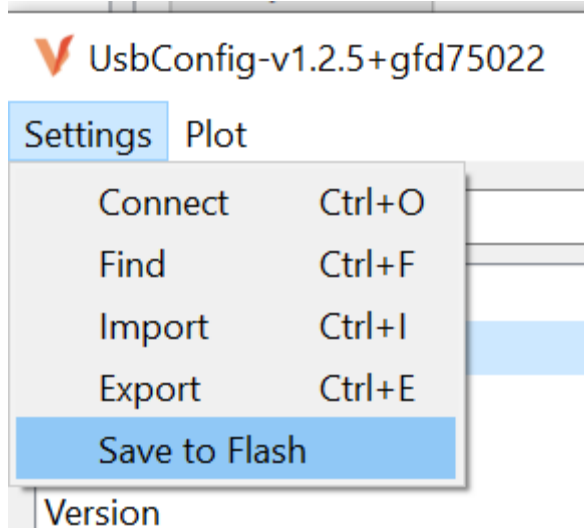 UsbConfig-v1.2.5+gfd75022
Settings Plot
Connect Ctrl+O
Find Ctrl+F
Import Ctrl+I
Export Ctrl+E
Save to Flash
Version